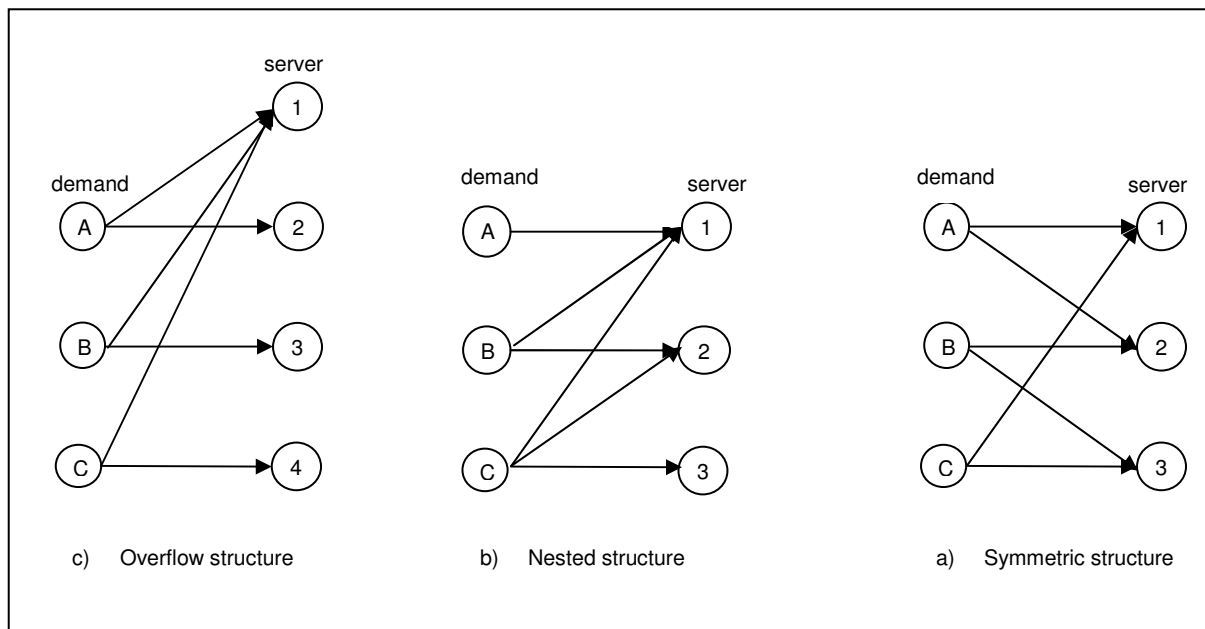 server
1
demand
A
2
B
3
C
4
c) Overflow structure
demand
server
A
1
B
2
C
3
b) Nested structure
demand
server
A
1
B
2
C
3
a) Symmetric structure